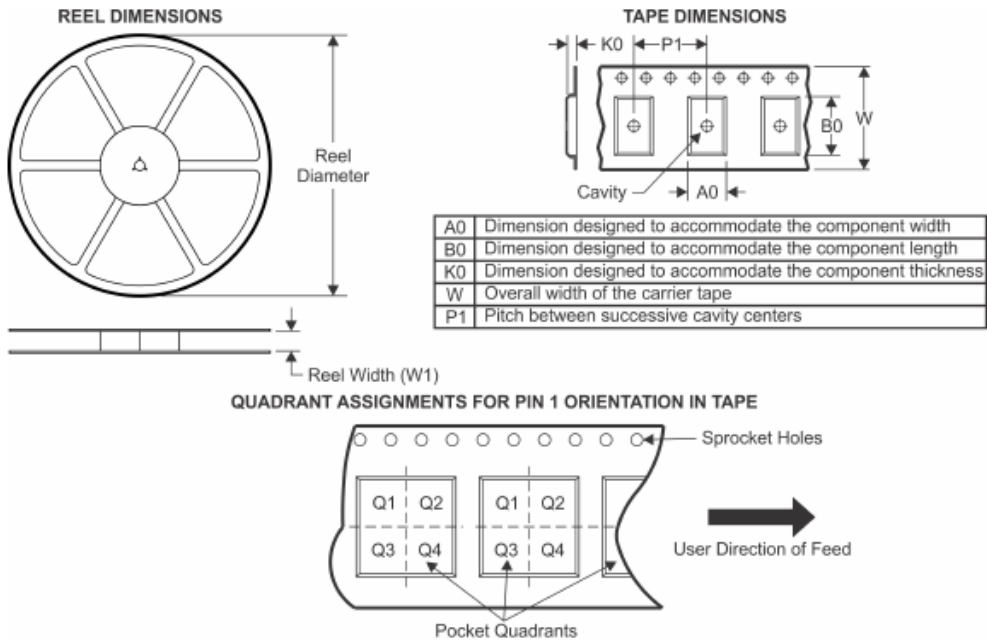 REEL DIMENSIONS
Reel
Diameter
Reel Width (W1)
TAPE DIMENSIONS
K0
P1
B0
W
Cavity
A0
A0 Dimension designed to accommodate the component width
B0 Dimension designed to accommodate the component length
K0 Dimension designed to accommodate the component thickness
W Overall width of the carrier tape
P1 Pitch between successive cavity centers
QUADRANT ASSIGNMENTS FOR PIN 1 ORIENTATION IN TAPE
Sprocket Holes
Q1 Q2 Q1 Q2
Q3 Q4 Q3 Q4
User Direction of Feed
Pocket Quadrants